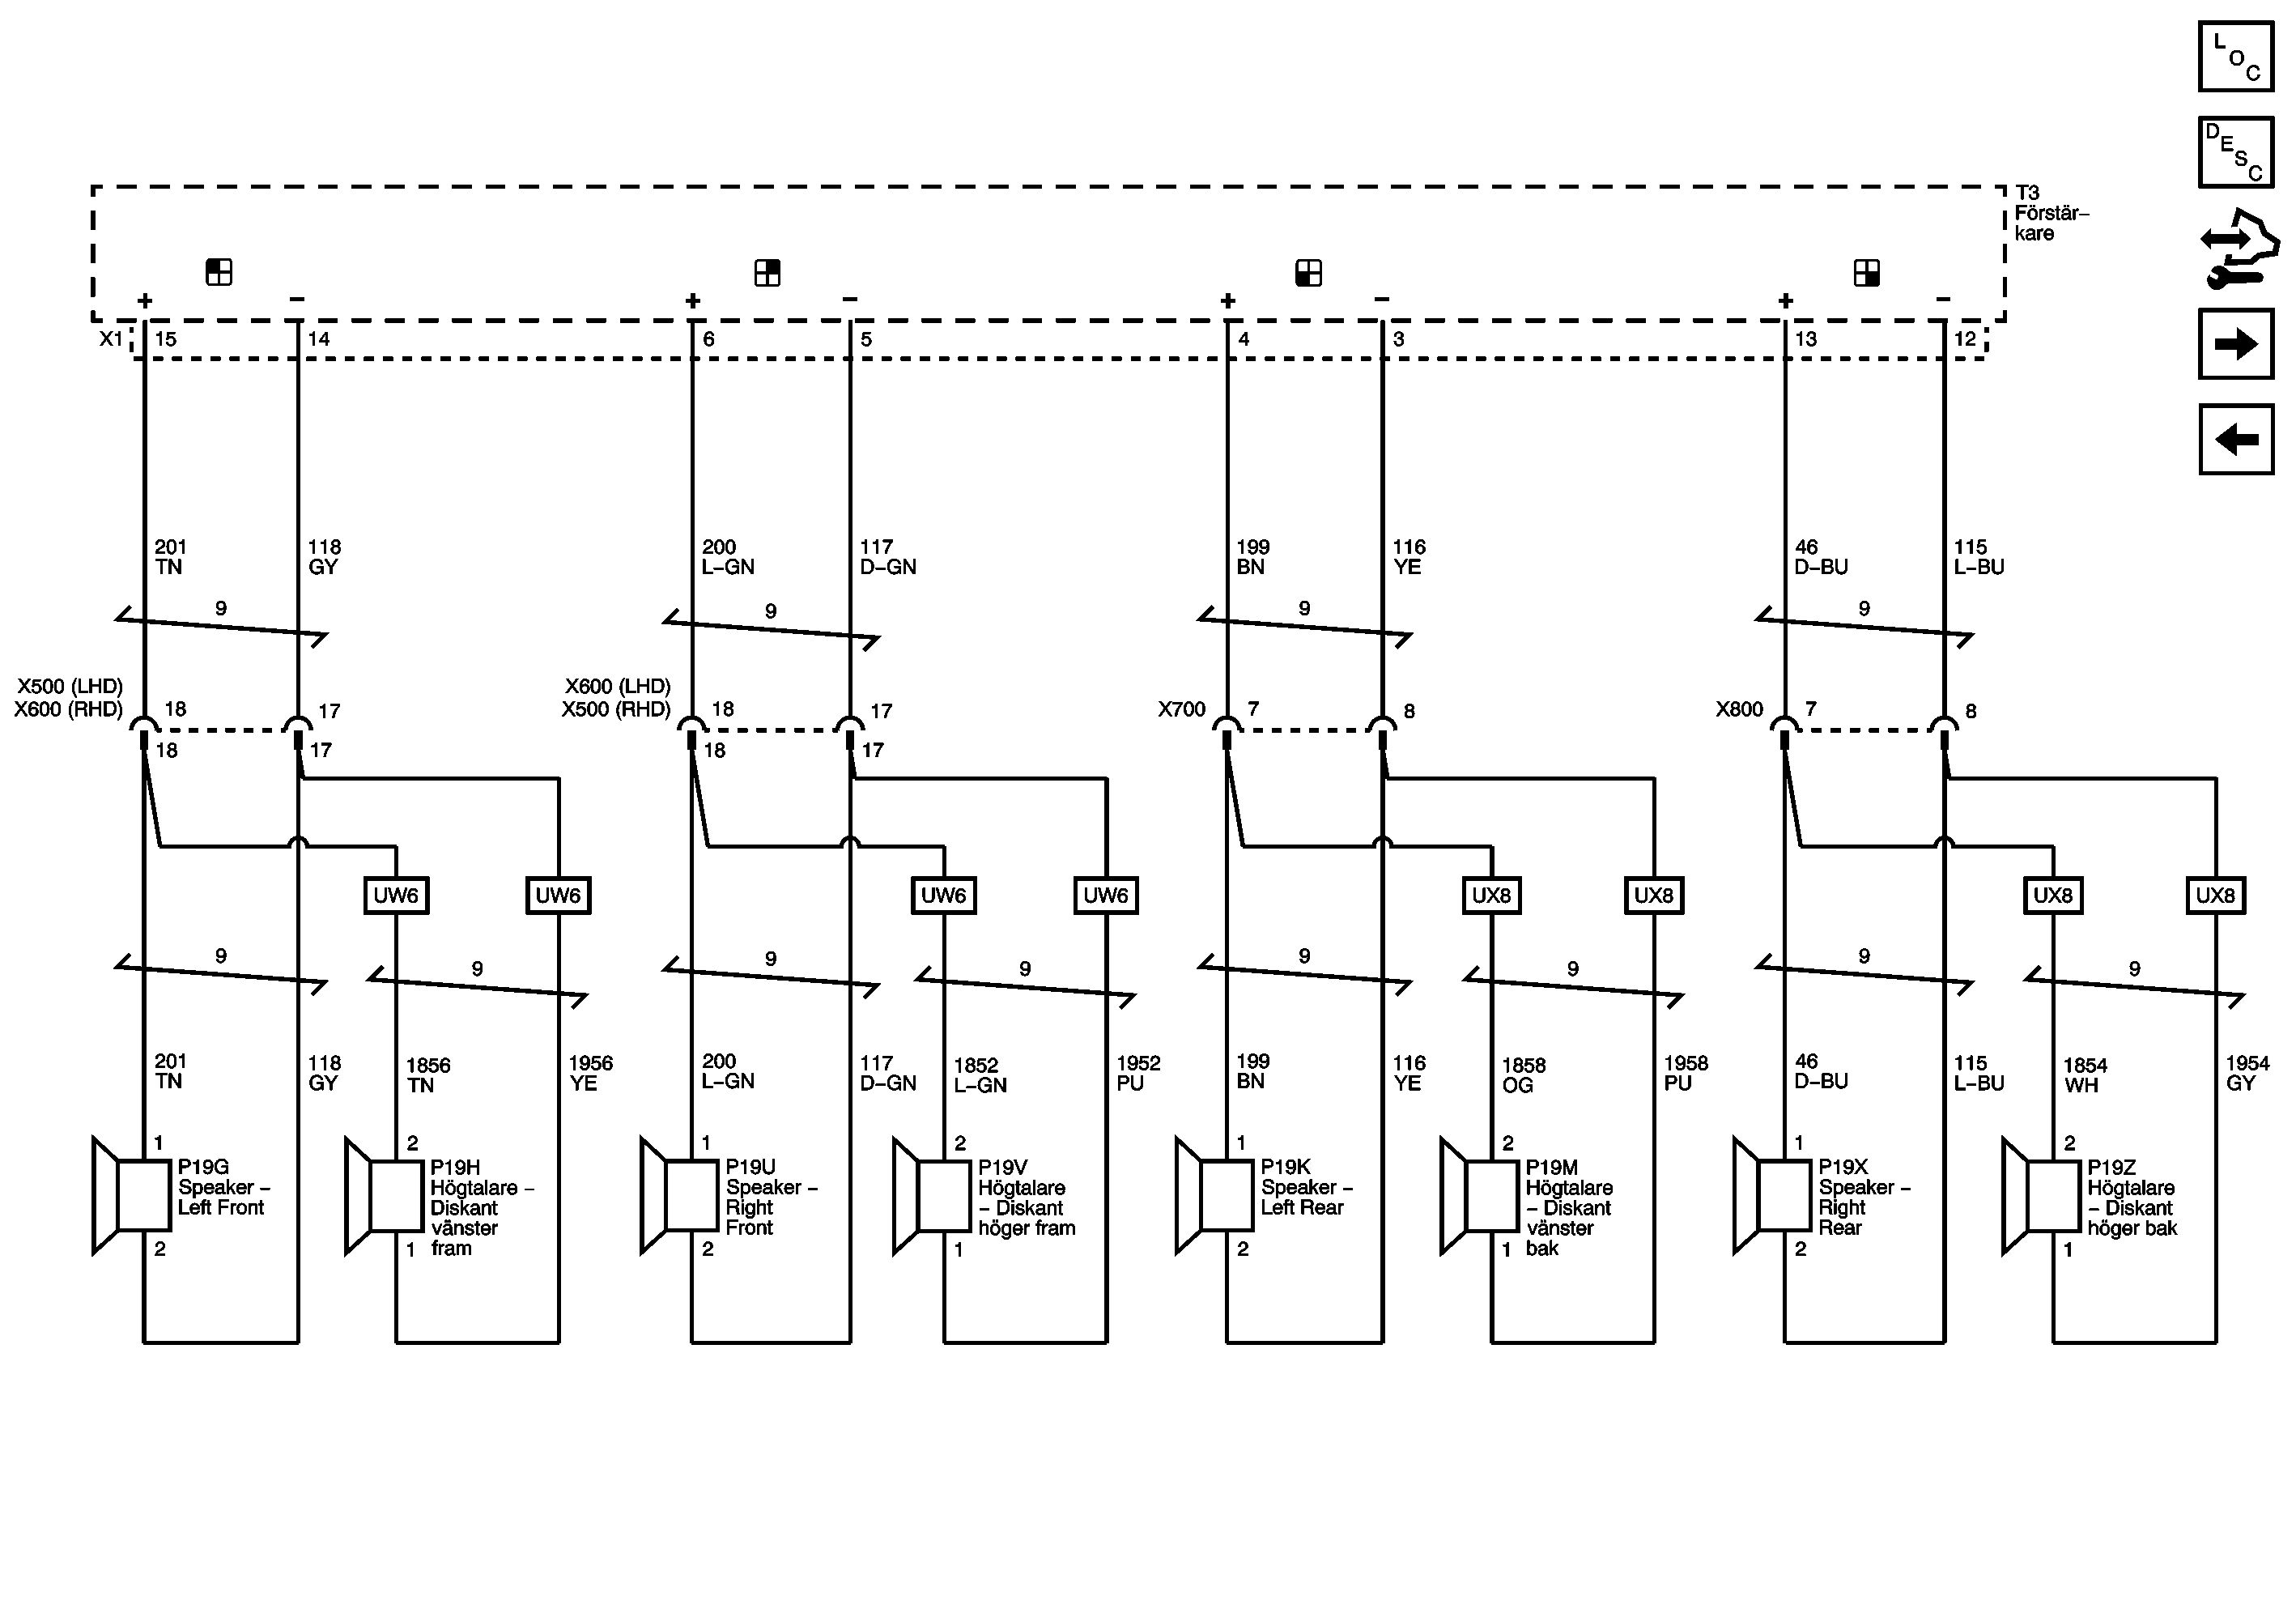 L
O
C
D
E
S
C
T3
Förstär–
kare
+ – + – + – + –
X1 15 14 6 5 4 3 13 12
201 118 200 117 199 116 46 115
TN GY L–GN D–GN BN YE D–BU L–BU
9 9 9 9
X500 (LHD) X600 (LHD)
X600 (RHD) 18 17 X500 (RHD) 18 17 X700 7 8 X800 7 8
18 17 18 17
UW6 UW6 UW6 UW6 UX8 UX8 UX8 UX8
9 9 9 9 9 9 9 9
201 118 1856 1956 200 117 1852 1952 199 116 1858 1958 46 115 1854 1954
TN GY TN YE L–GN D–GN L–GN PU BN YE OG PU D–BU L–BU WH GY
1 2 1 2 1 2 1 2
P19G
Speaker –
Left Front
P19H
Högtalare –
Diskant
vänster
fram
P19U
Speaker –
Right
Front
P19V
Högtalare
– Diskant
höger fram
P19K
Speaker –
Left Rear
P19M
Högtalare
– Diskant
vänster
bak
P19X
Speaker –
Right
Rear
P19Z
Högtalare
– Diskant
höger bak
2 1 2 1 2 1 2 1